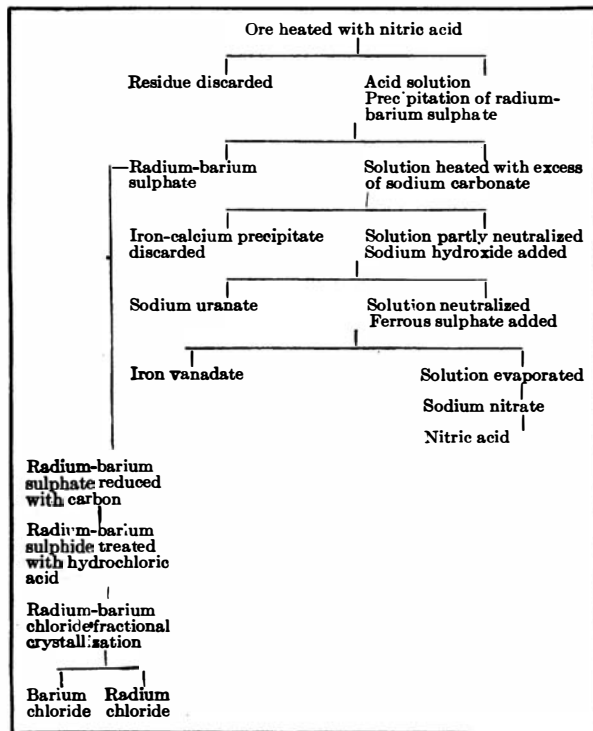 Ore heated with nitric acid
Residue discarded
Acid solution
Precipitation of radium-
barium sulphate
Radium-barium
sulphate
Solution heated with excess
of sodium carbonate
Iron-calcium precipitate
discarded
Solution partly neutralized
Sodium hydroxide added
Sodium uranate
Solution neutralized
Ferrous sulphate added
Iron vanadate
Solution evaporated
Sodium nitrate
Nitric acid
Radium-barium
sulphate reduced
with carbon
Radium-barium
sulphide treated
with hydrochloric
acid
Radium-barium
chloride fractional
crystallization
Barium
chloride
Radium
chloride